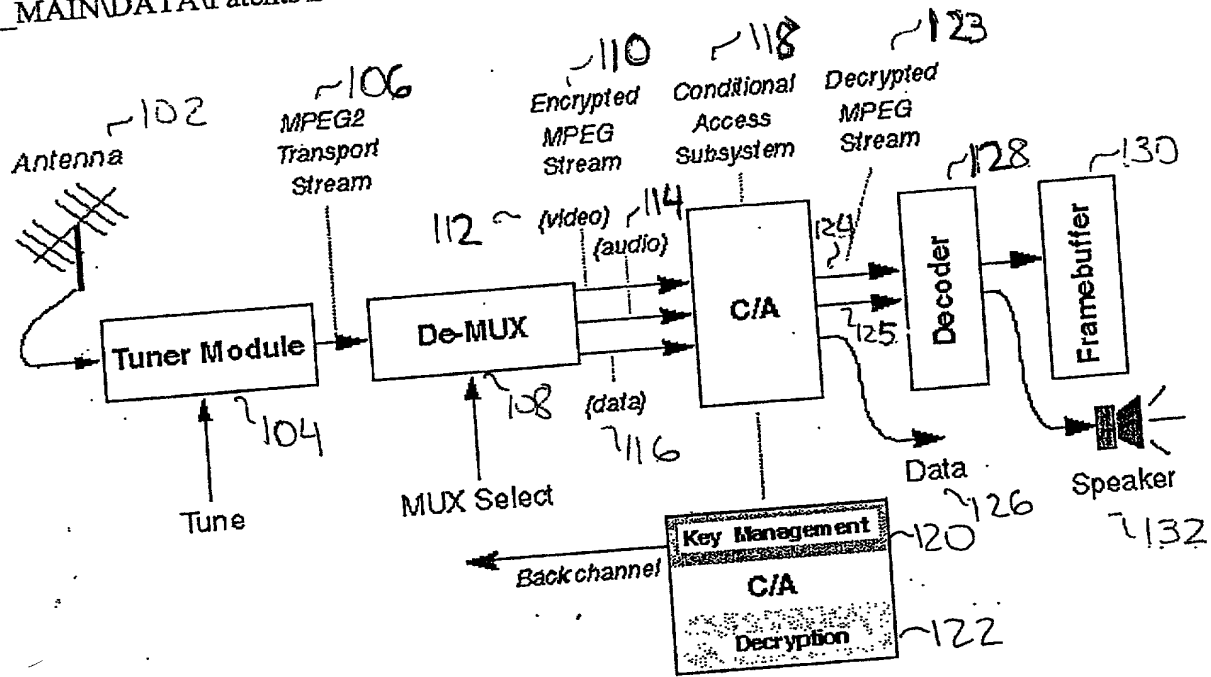 _MAIN\DATA\Patents
102
Antenna
106
MPEG2
Transport
Stream
110
Encrypted
MPEG
Stream
118
Conditional
Access
Subsystem
123
Decrypted
MPEG
Stream
112
{video}
114
{audio}
128
130
Tuner Module
De-MUX
C/A
124
125
Decoder
Framebuffer
104
108
{data}
116
Tune
MUX Select
Data
126
Speaker
132
Back channel
Key Management
120
C/A
Decryption
122